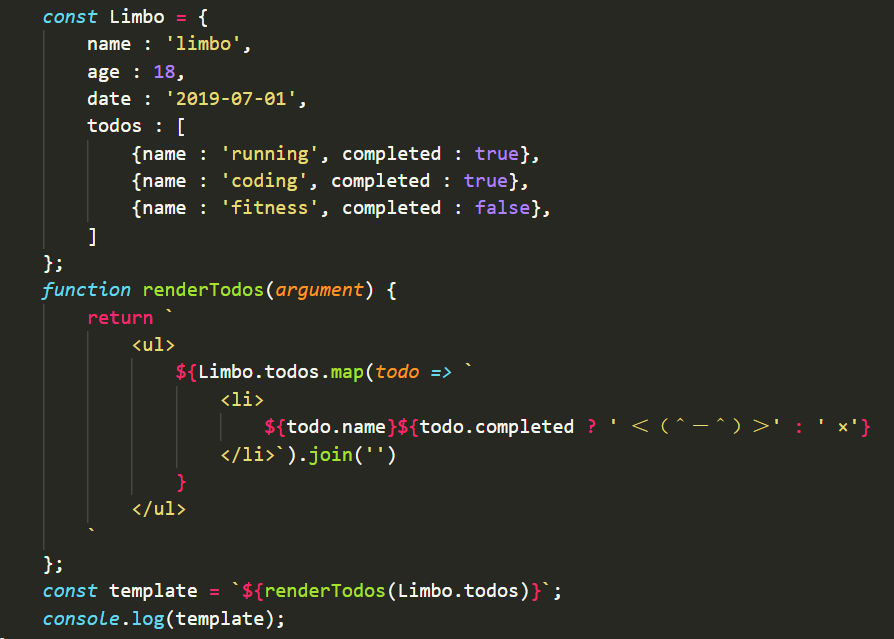 const Limbo = {
    name : 'limbo',
    age : 18,
    date : '2019-07-01',
    todos : [
        {name : 'running', completed : true},
        {name : 'coding', completed : true},
        {name : 'fitness', completed : false},
    ]
};
function renderTodos(argument) {
    return `
        <ul>
            ${Limbo.todos.map(todo => `
                <li>
                    ${todo.name}${todo.completed ? ' ＜（＾－＾）＞' : ' ×'}
                </li>`).join('')
            }
        </ul>
    `
};
const template = `${renderTodos(Limbo.todos)}`;
console.log(template);